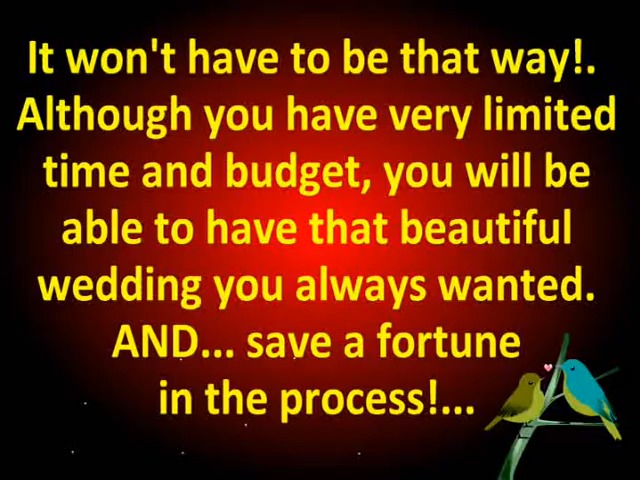 It won't have to be that way!.
Although you have very limited
time and budget, you will be
able to have that beautiful
wedding you always wanted.
AND... save a fortune
in the process!...